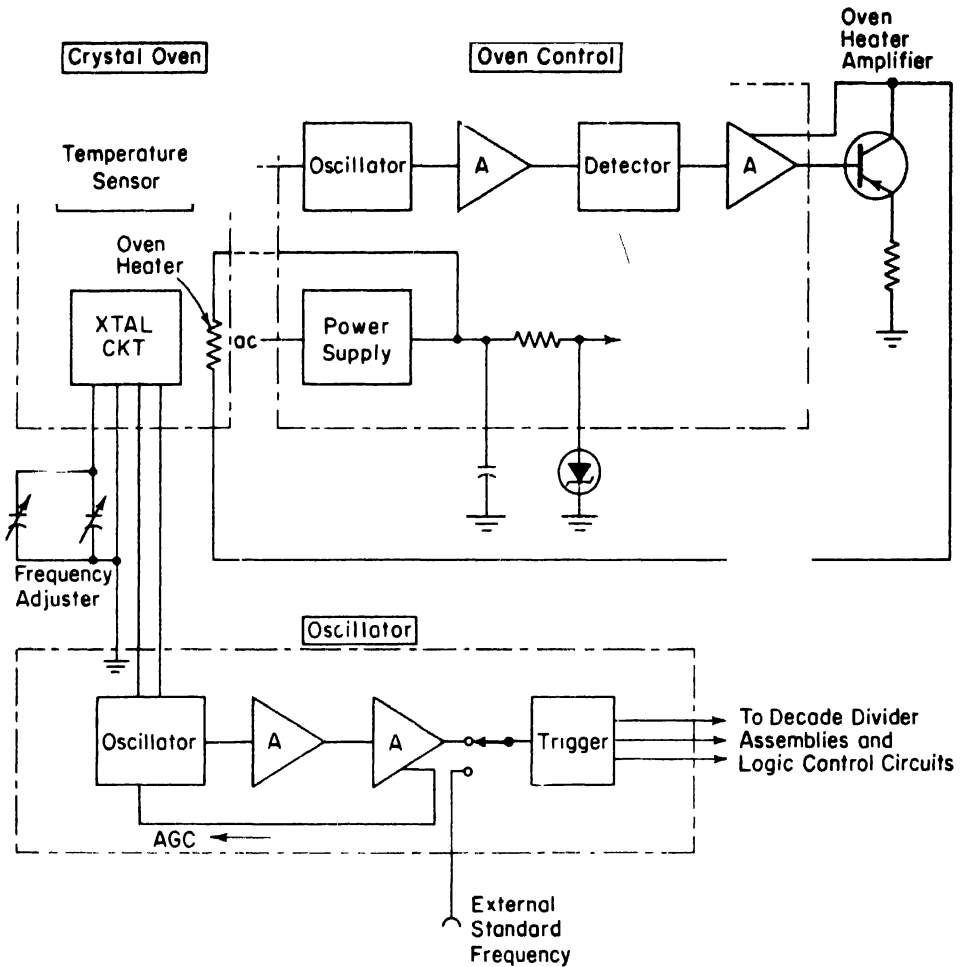 Oven
Heater
Amplifier
Crystal Oven
Oven Control
Temperature
Sensor
Oscillator
A
Detector
A
Oven
Heater
XTAL
CKT
ac
Power
Supply
Frequency
Adjuster
Oscillator
Oscillator
A
A
Trigger
To Decade Divider
Assemblies and
Logic Control Circuits
AGC
External
Standard
Frequency